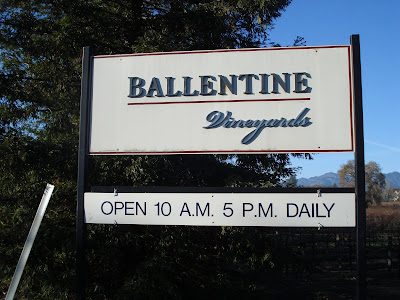 BALLENTINE
Vineyards
OPEN 10 A.M. 5 P.M. DAILY